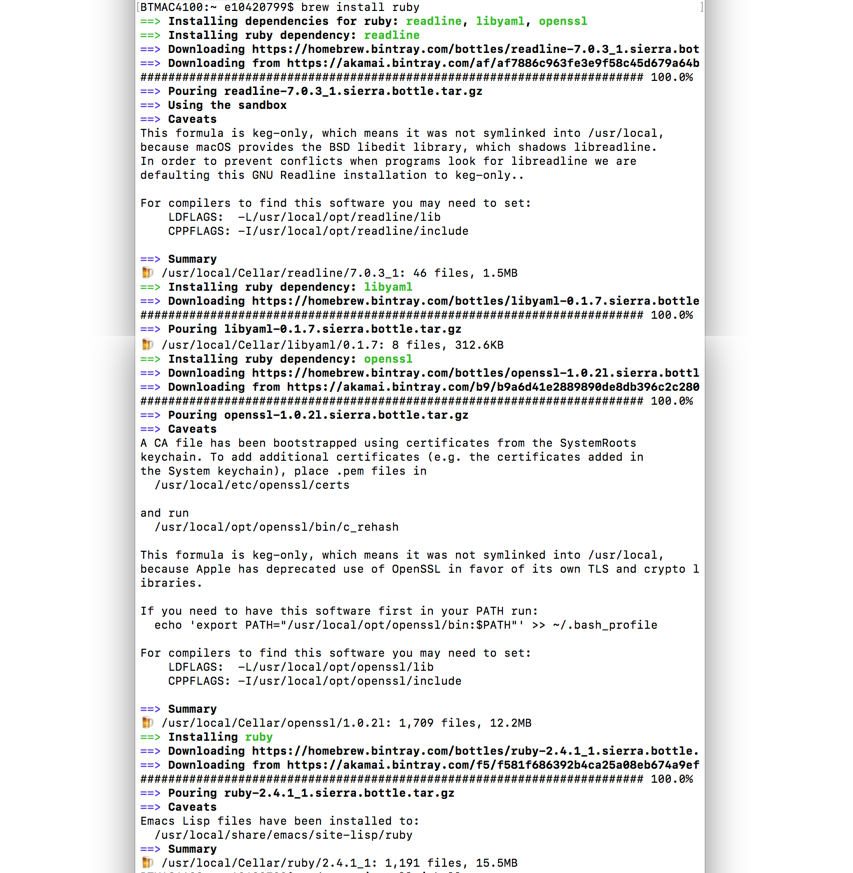 [BTMAC4100:~ e10420799$ brew install ruby ]
==> Installing dependencies for ruby: readline, libyaml, openssl
==> Installing ruby dependency: readline
==> Downloading https://homebrew.bintray.com/bottles/readline-7.0.3_1.sierra.bot
==> Downloading from https://akamai.bintray.com/af/af7886c963fe3e9f58c45d679a64b
######################################################################## 100.0%
==> Pouring readline-7.0.3_1.sierra.bottle.tar.gz
==> Using the sandbox
==> Caveats
This formula is keg-only, which means it was not symlinked into /usr/local,
because macOS provides the BSD libedit library, which shadows libreadline.
In order to prevent conflicts when programs look for libreadline we are
defaulting this GNU Readline installation to keg-only..
For compilers to find this software you may need to set:
LDFLAGS: -L/usr/local/opt/readline/lib
CPPFLAGS: -I/usr/local/opt/readline/include
==> Summary
🍺 /usr/local/Cellar/readline/7.0.3_1: 46 files, 1.5MB
==> Installing ruby dependency: libyaml
==> Downloading https://homebrew.bintray.com/bottles/libyaml-0.1.7.sierra.bottle
######################################################################## 100.0%
==> Pouring libyaml-0.1.7.sierra.bottle.tar.gz
🍺 /usr/local/Cellar/libyaml/0.1.7: 8 files, 312.6KB
==> Installing ruby dependency: openssl
==> Downloading https://homebrew.bintray.com/bottles/openssl-1.0.2l.sierra.bottl
==> Downloading from https://akamai.bintray.com/b9/b9a6d41e2889890de8db396c2c280
######################################################################## 100.0%
==> Pouring openssl-1.0.2l.sierra.bottle.tar.gz
==> Caveats
A CA file has been bootstrapped using certificates from the SystemRoots
keychain. To add additional certificates (e.g. the certificates added in
the System keychain), place .pem files in
/usr/local/etc/openssl/certs
and run
/usr/local/opt/openssl/bin/c_rehash
This formula is keg-only, which means it was not symlinked into /usr/local,
because Apple has deprecated use of OpenSSL in favor of its own TLS and crypto l
ibraries.
If you need to have this software first in your PATH run:
echo 'export PATH="/usr/local/opt/openssl/bin:$PATH"' >> ~/.bash_profile
For compilers to find this software you may need to set:
LDFLAGS: -L/usr/local/opt/openssl/lib
CPPFLAGS: -I/usr/local/opt/openssl/include
==> Summary
🍺 /usr/local/Cellar/openssl/1.0.2l: 1,709 files, 12.2MB
==> Installing ruby
==> Downloading https://homebrew.bintray.com/bottles/ruby-2.4.1_1.sierra.bottle.
==> Downloading from https://akamai.bintray.com/f5/f581f686392b4ca25a08eb674a9ef
######################################################################## 100.0%
==> Pouring ruby-2.4.1_1.sierra.bottle.tar.gz
==> Caveats
Emacs Lisp files have been installed to:
/usr/local/share/emacs/site-lisp/ruby
==> Summary
🍺 /usr/local/Cellar/ruby/2.4.1_1: 1,191 files, 15.5MB